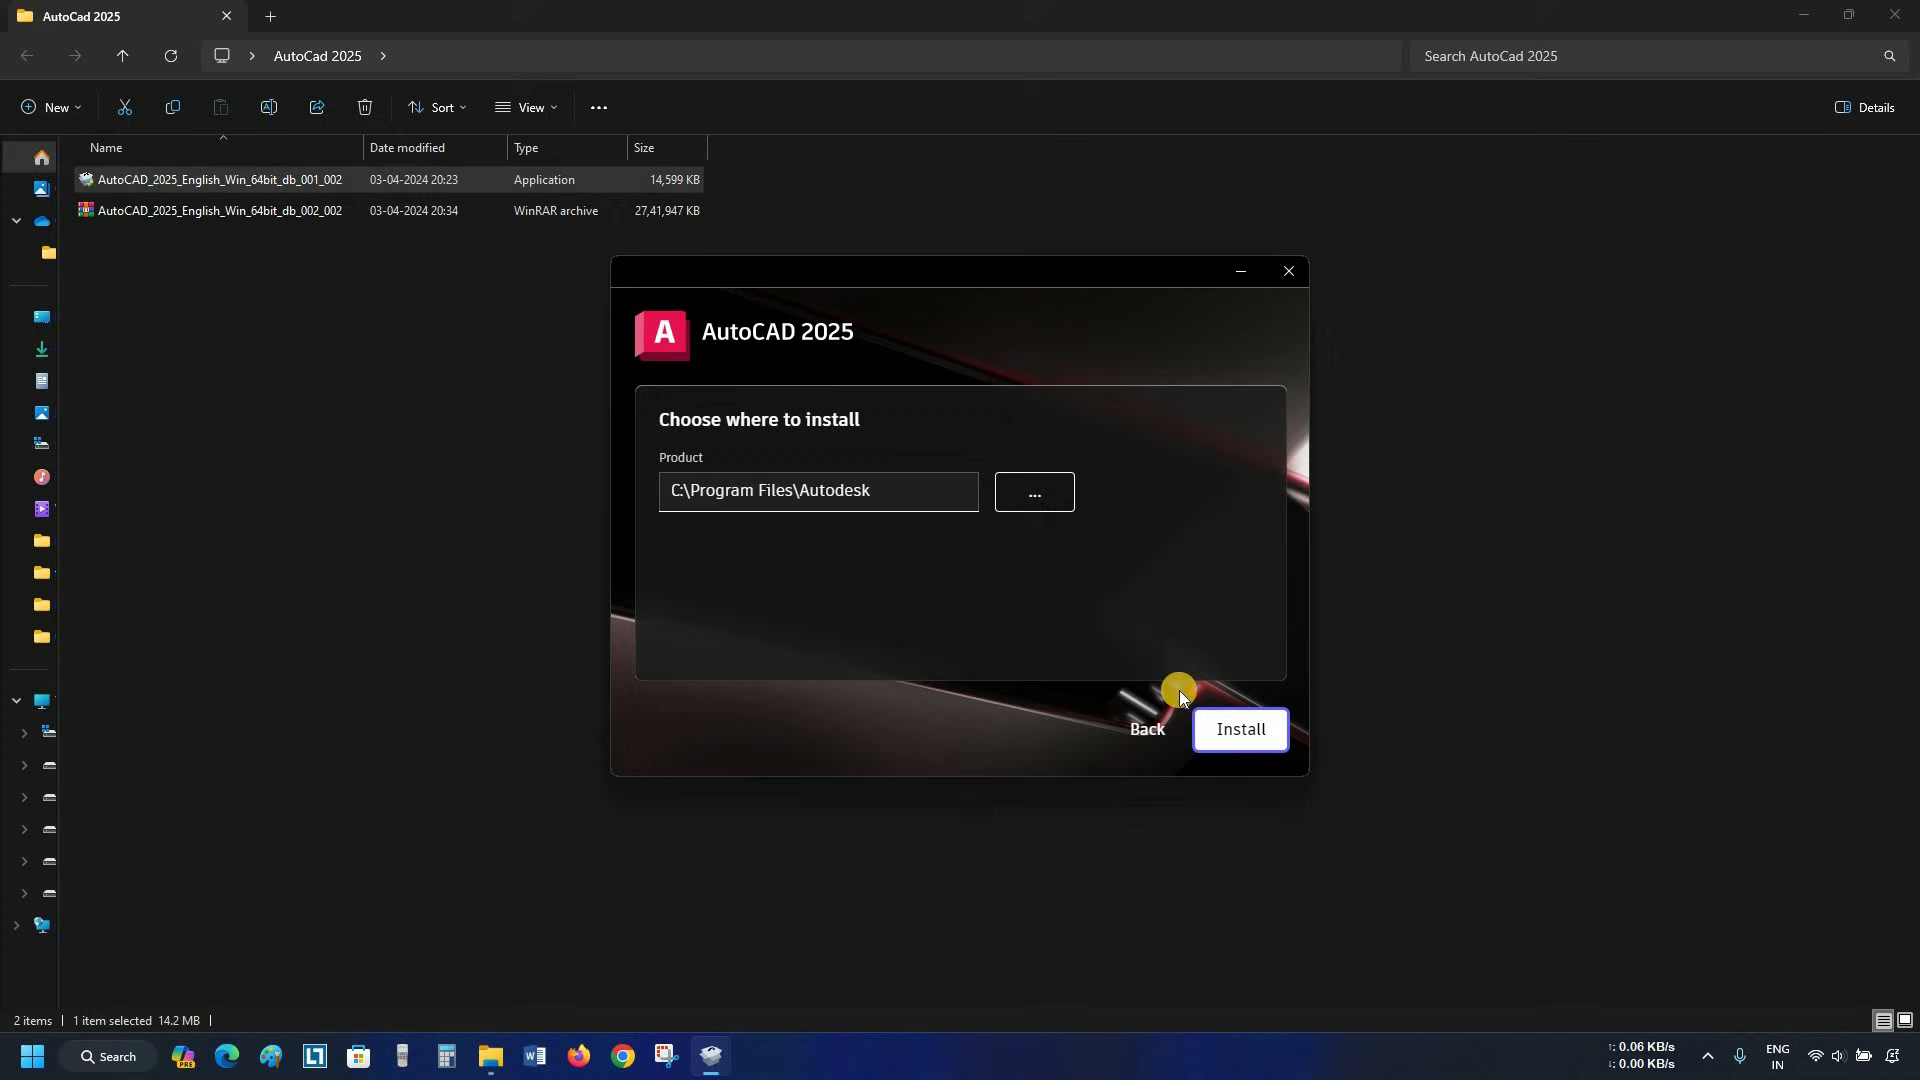 AutoCad 2025
AutoCad 2025
Search AutoCad 2025
New
Sort
View
Details
Name Date modified Type Size
AutoCAD_2025_English_Win_64bit_db_001_002 03-04-2024 20:23 Application 14,599 KB
AutoCAD_2025_English_Win_64bit_db_002_002 03-04-2024 20:34 WinRAR archive 27,41,947 KB
A AutoCAD 2025
Choose where to install
Product
C:\Program Files\Autodesk
...
Back
Install
2 items 1 item selected 14.2 MB
Search
PRE
↑: 0.06 KB/s
↓: 0.00 KB/s
ENG
IN